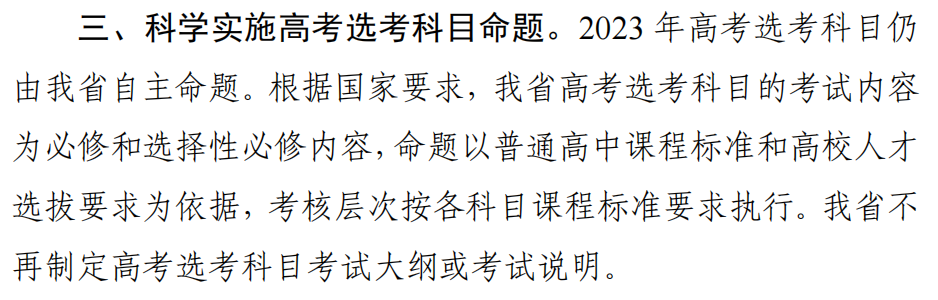 三、科学实施高考选考科目命题。2023 年高考选考科目仍
由我省自主命题。根据国家要求，我省高考选考科目的考试内容
为必修和选择性必修内容，命题以普通高中课程标准和高校人才
选拔要求为依据，考核层次按各科目课程标准要求执行。我省不
再制定高考选考科目考试大纲或考试说明。